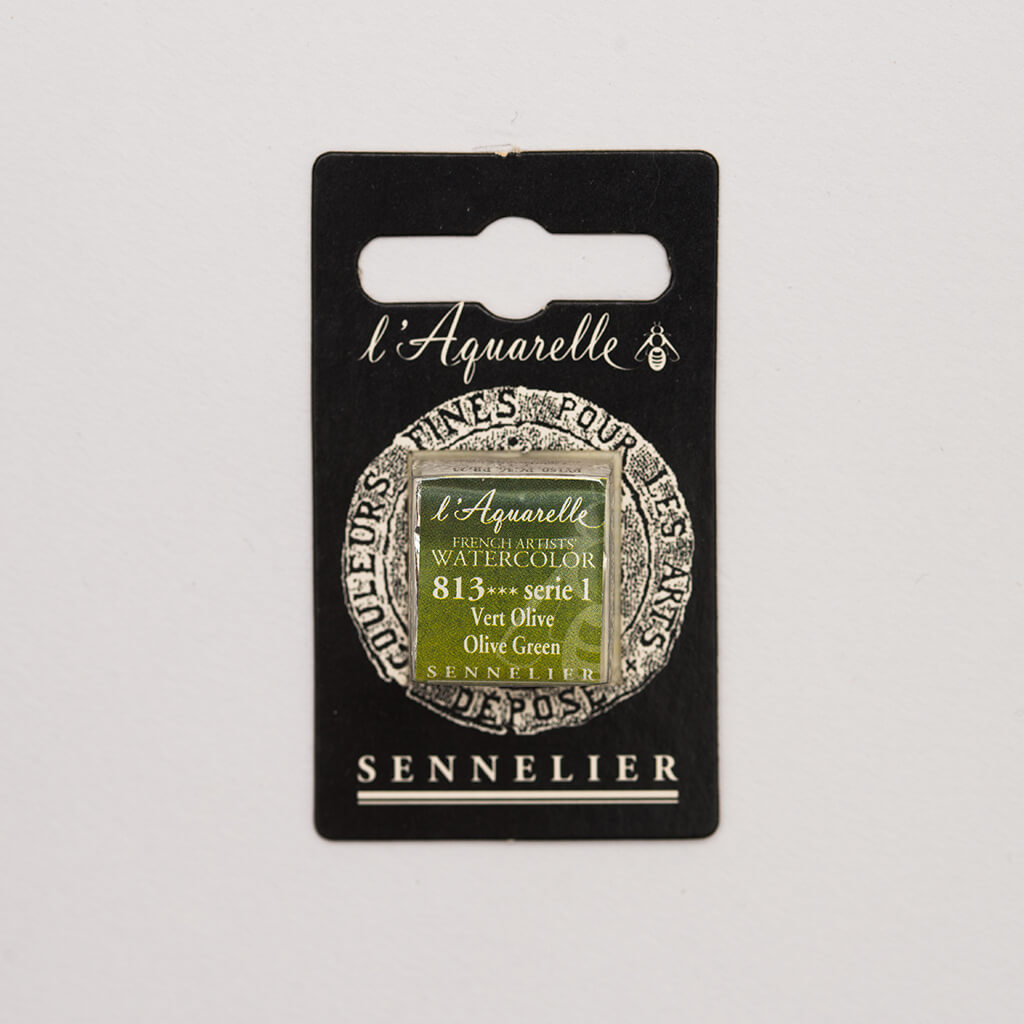 l'Aquarelle
COULEURS FINES POUR LES ARTS
DÉPOSÉ
l'Aquarelle
FRENCH ARTISTS'
WATERCOLOR
813*** serie 1
Vert Olive
Olive Green
SENNELIER
SENNELIER